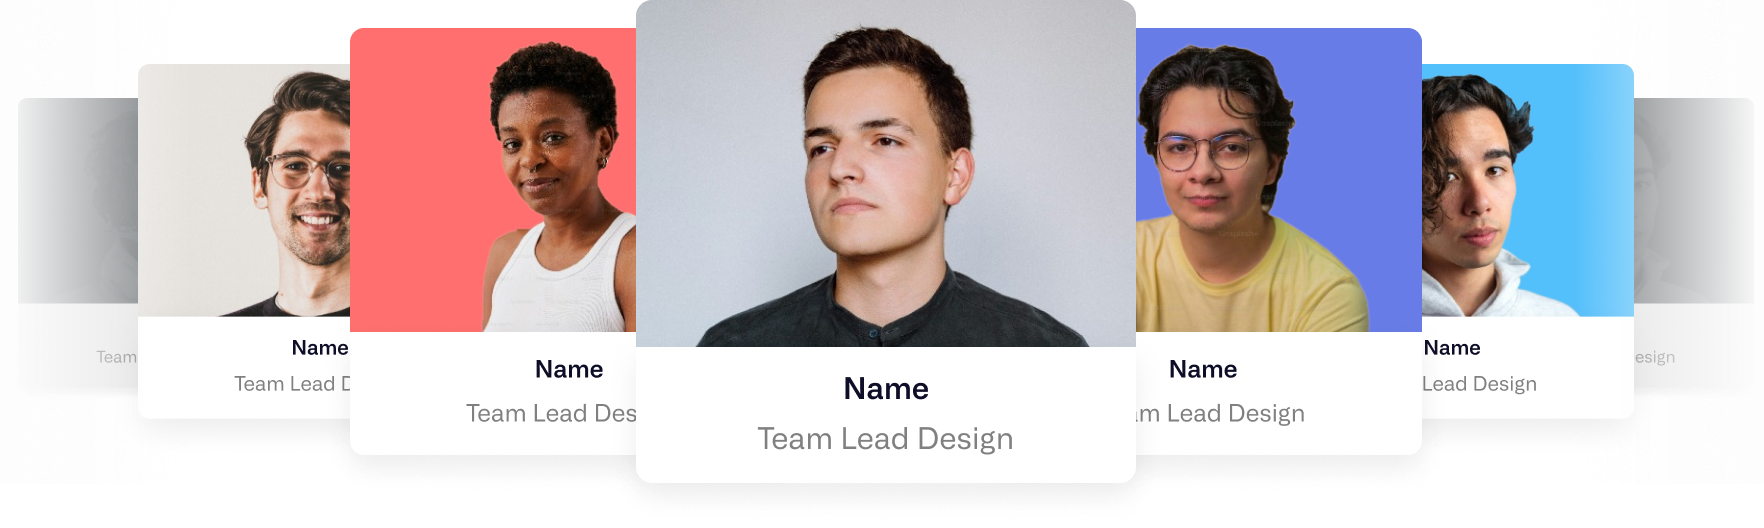 Team
Name
Team Lead D
Name
Team Lead Des
Name
Team Lead Design
Name
m Lead Design
Name
Lead Design
esign